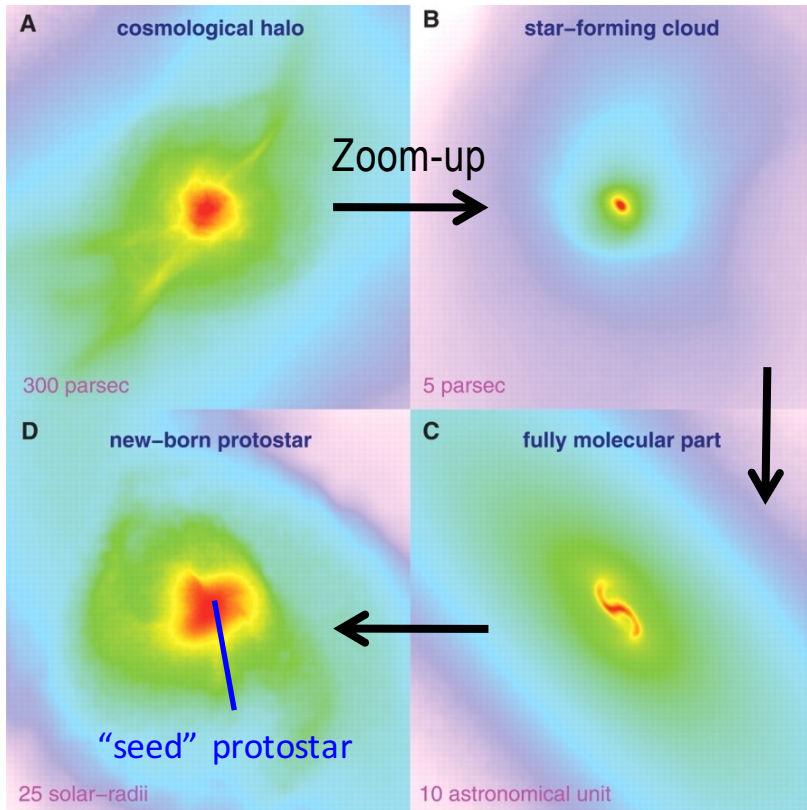 A
cosmological halo
B
star–forming cloud
Zoom-up
300 parsec
5 parsec
D
new–born protostar
C
fully molecular part
“seed” protostar
25 solar–radii
10 astronomical unit